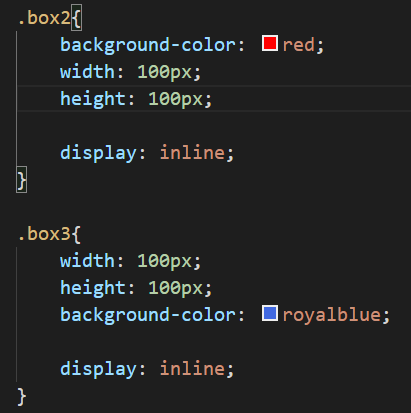 .box2{
background-color: red;
width: 100px;
height: 100px;
display: inline;
}
.box3{
width: 100px;
height: 100px;
background-color: royalblue;
display: inline;
}